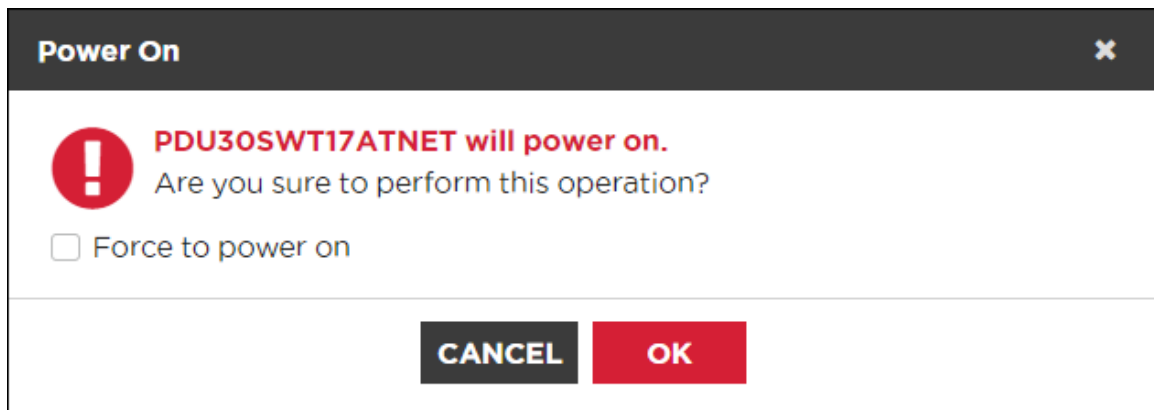 Power On
PDU30SWT17ATNET will power on.
Are you sure to perform this operation?
Force to power on
CANCEL OK